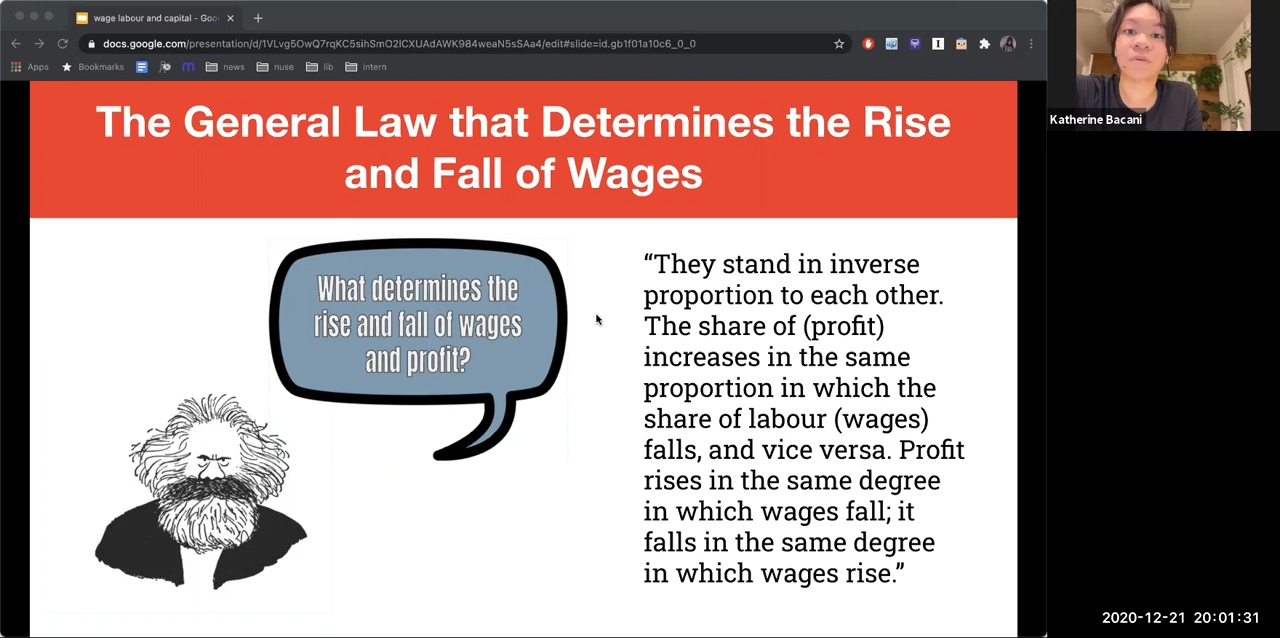 wage labour and capital - Goo
docs.google.com/presentation/d/1VLvg5OwQ7rqKC5sihSmO2ICXUAdAWK984weaN5sSAa4/edit#slide=id.gb1f01a10c6_0_0
Apps
Bookmarks
news
nuse
lib
intern
Katherine Bacani
The General Law that Determines the Rise
and Fall of Wages
What determines the
rise and fall of wages
and profit?
“They stand in inverse
proportion to each other.
The share of (profit)
increases in the same
proportion in which the
share of labour (wages)
falls, and vice versa. Profit
rises in the same degree
in which wages fall; it
falls in the same degree
in which wages rise.”
2020-12-21 20:01:31